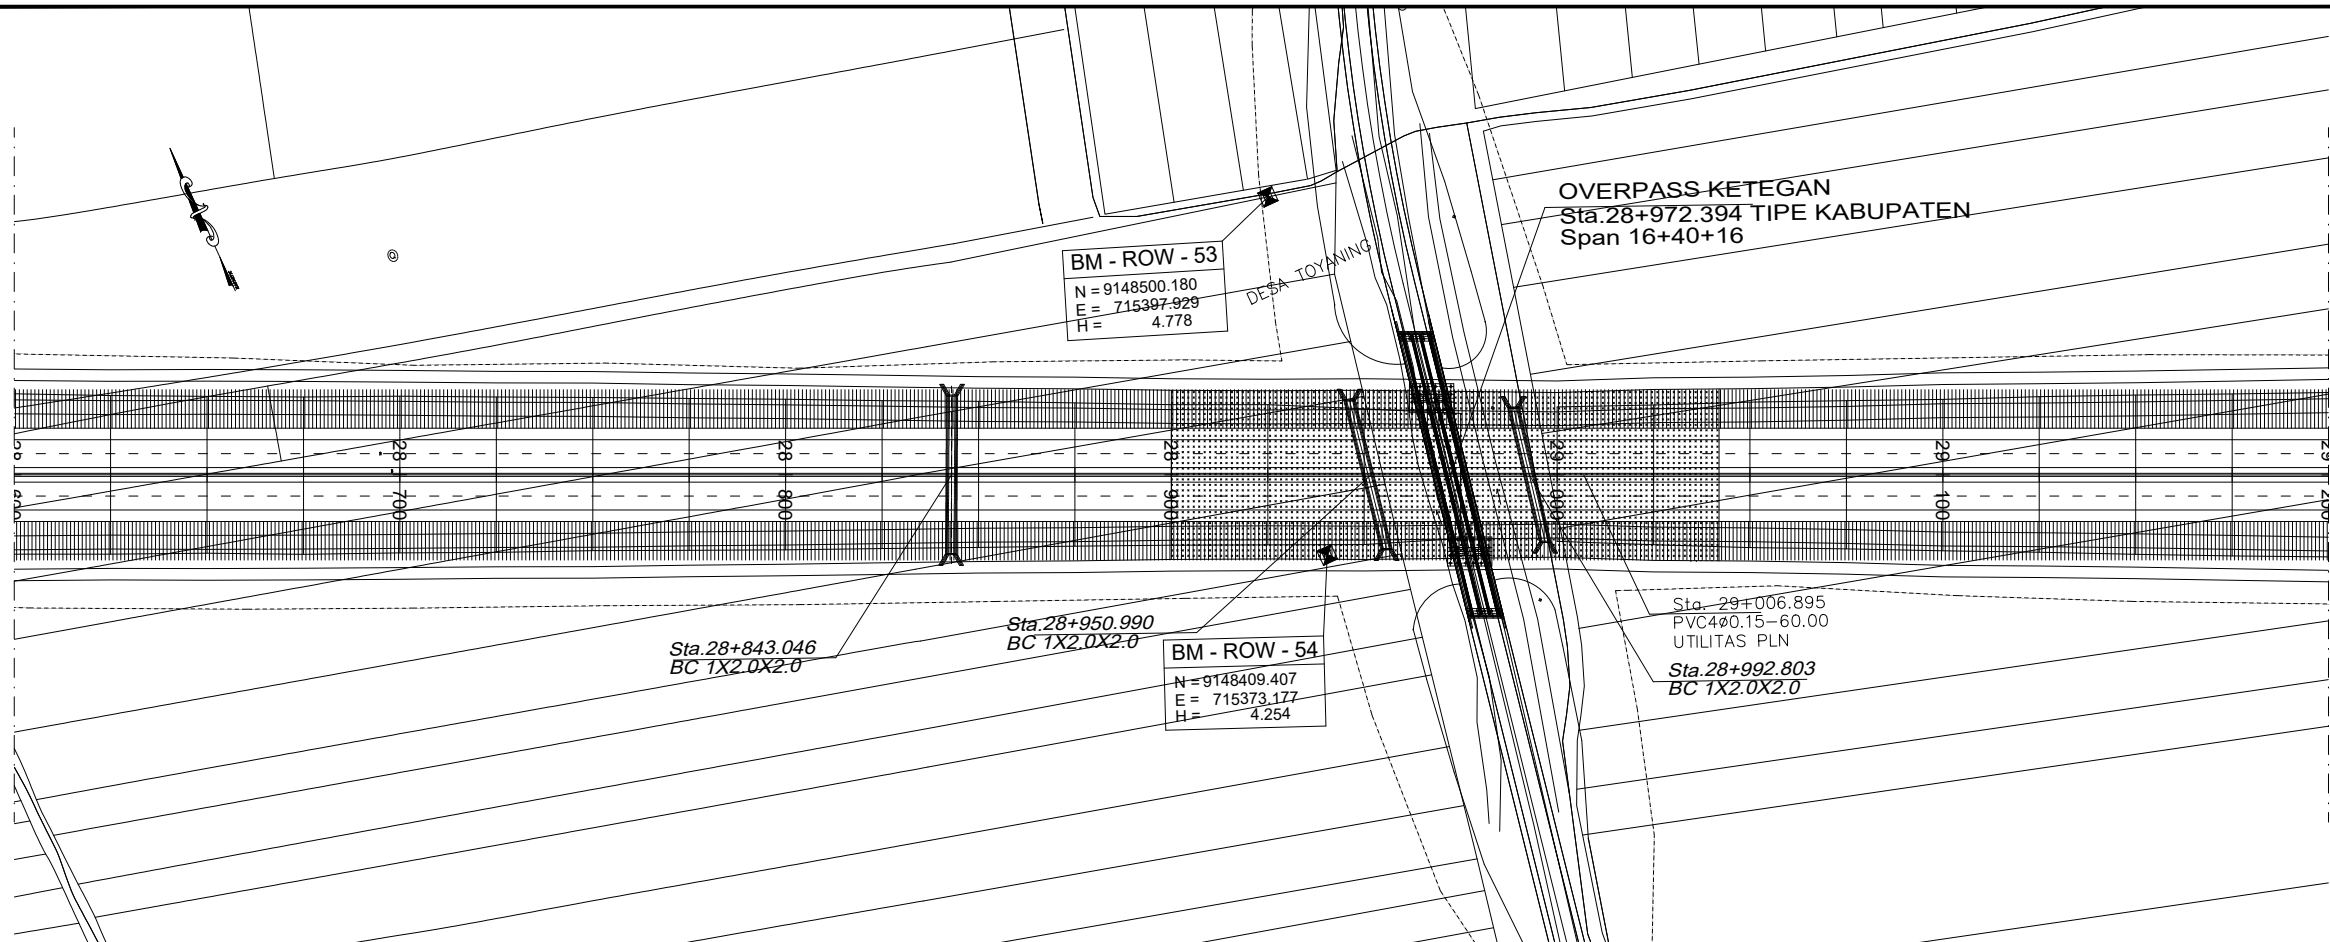 OVERPASS KETEGAN
Sta.28+972.394 TIPE KABUPATEN
Span 16+40+16
BM - ROW - 53
N = 9148500.180
E = 715397.929
H = 4.778
DESA TOYANING
28 700
28 800
28 900
29 000
29 100
29 200
Sta.28+843.046
BC 1X2.0X2.0
Sta.28+950.990
BC 1X2.0X2.0
BM - ROW - 54
N = 9148409.407
E = 715373.177
H = 4.254
Sta. 29+006.895
PVC4ø0.15-60.00
UTILITAS PLN
Sta.28+992.803
BC 1X2.0X2.0